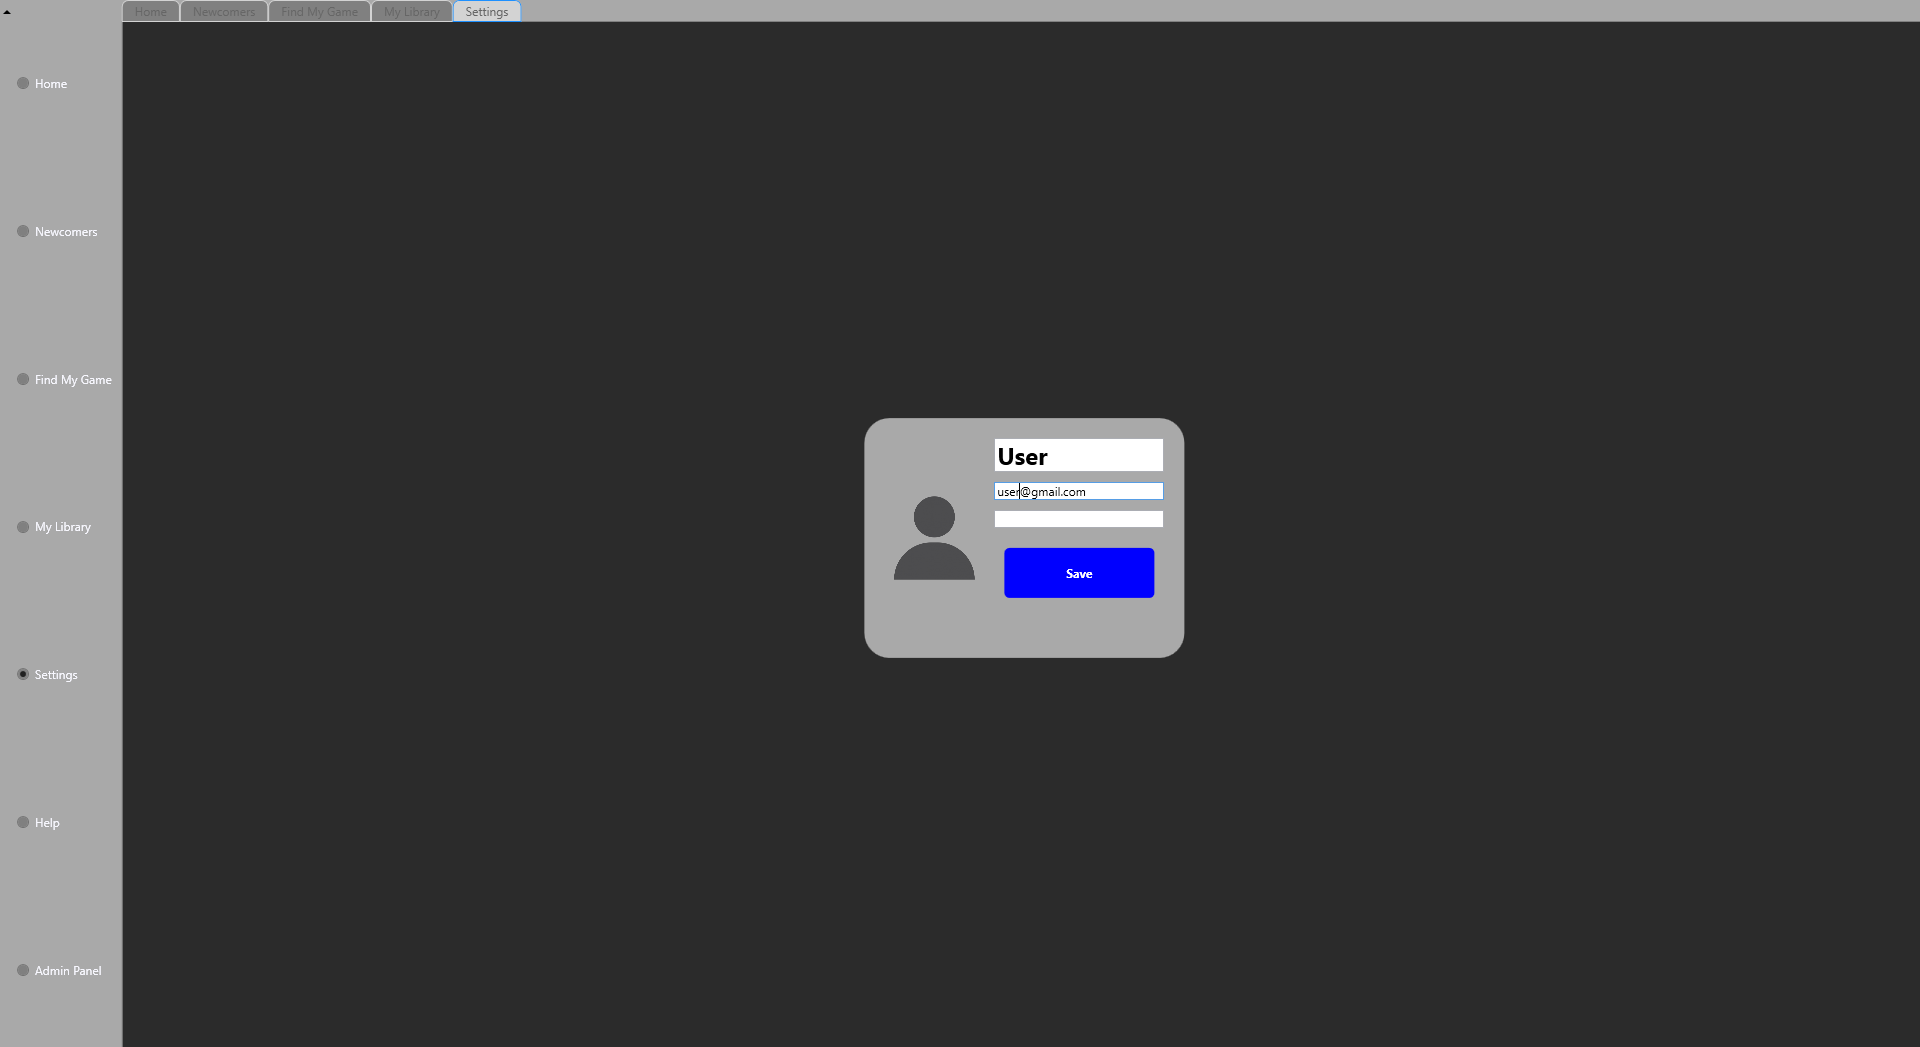 Home
Newcomers
Find My Game
My Library
Settings
Home
Newcomers
Find My Game
My Library
Settings
Help
Admin Panel
User
user@gmail.com
Save